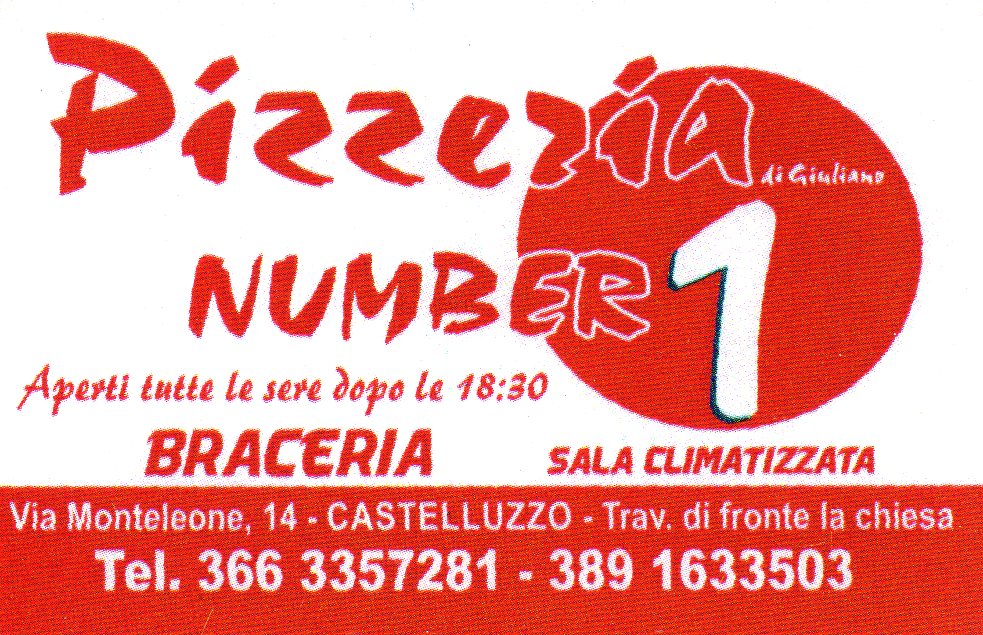 Pizzeria
di Giuliano
NUMBER 1
Aperti tutte le sere dopo le 18:30
BRACERIA
SALA CLIMATIZZATA
Via Monteleone, 14 - CASTELLUZZO - Trav. di fronte la chiesa
Tel. 366 3357281 - 389 1633503